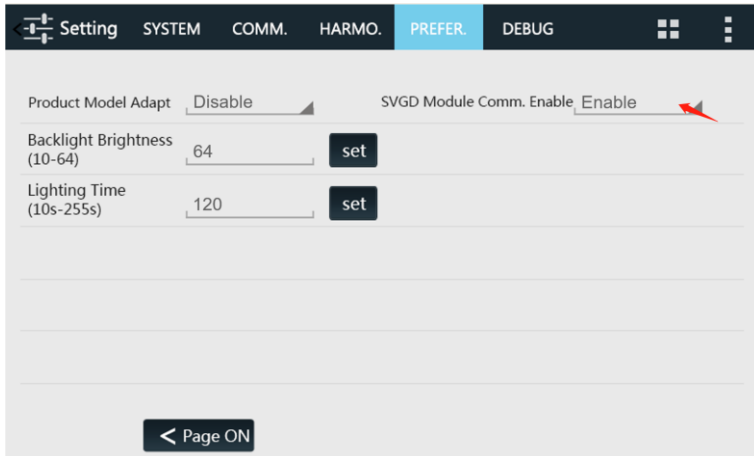 Setting SYSTEM COMM. HARMO. PREFER. DEBUG
Product Model Adapt Disable SVGD Module Comm. Enable Enable
Backlight Brightness
(10-64) 64 set
Lighting Time
(10s-255s) 120 set
< Page ON